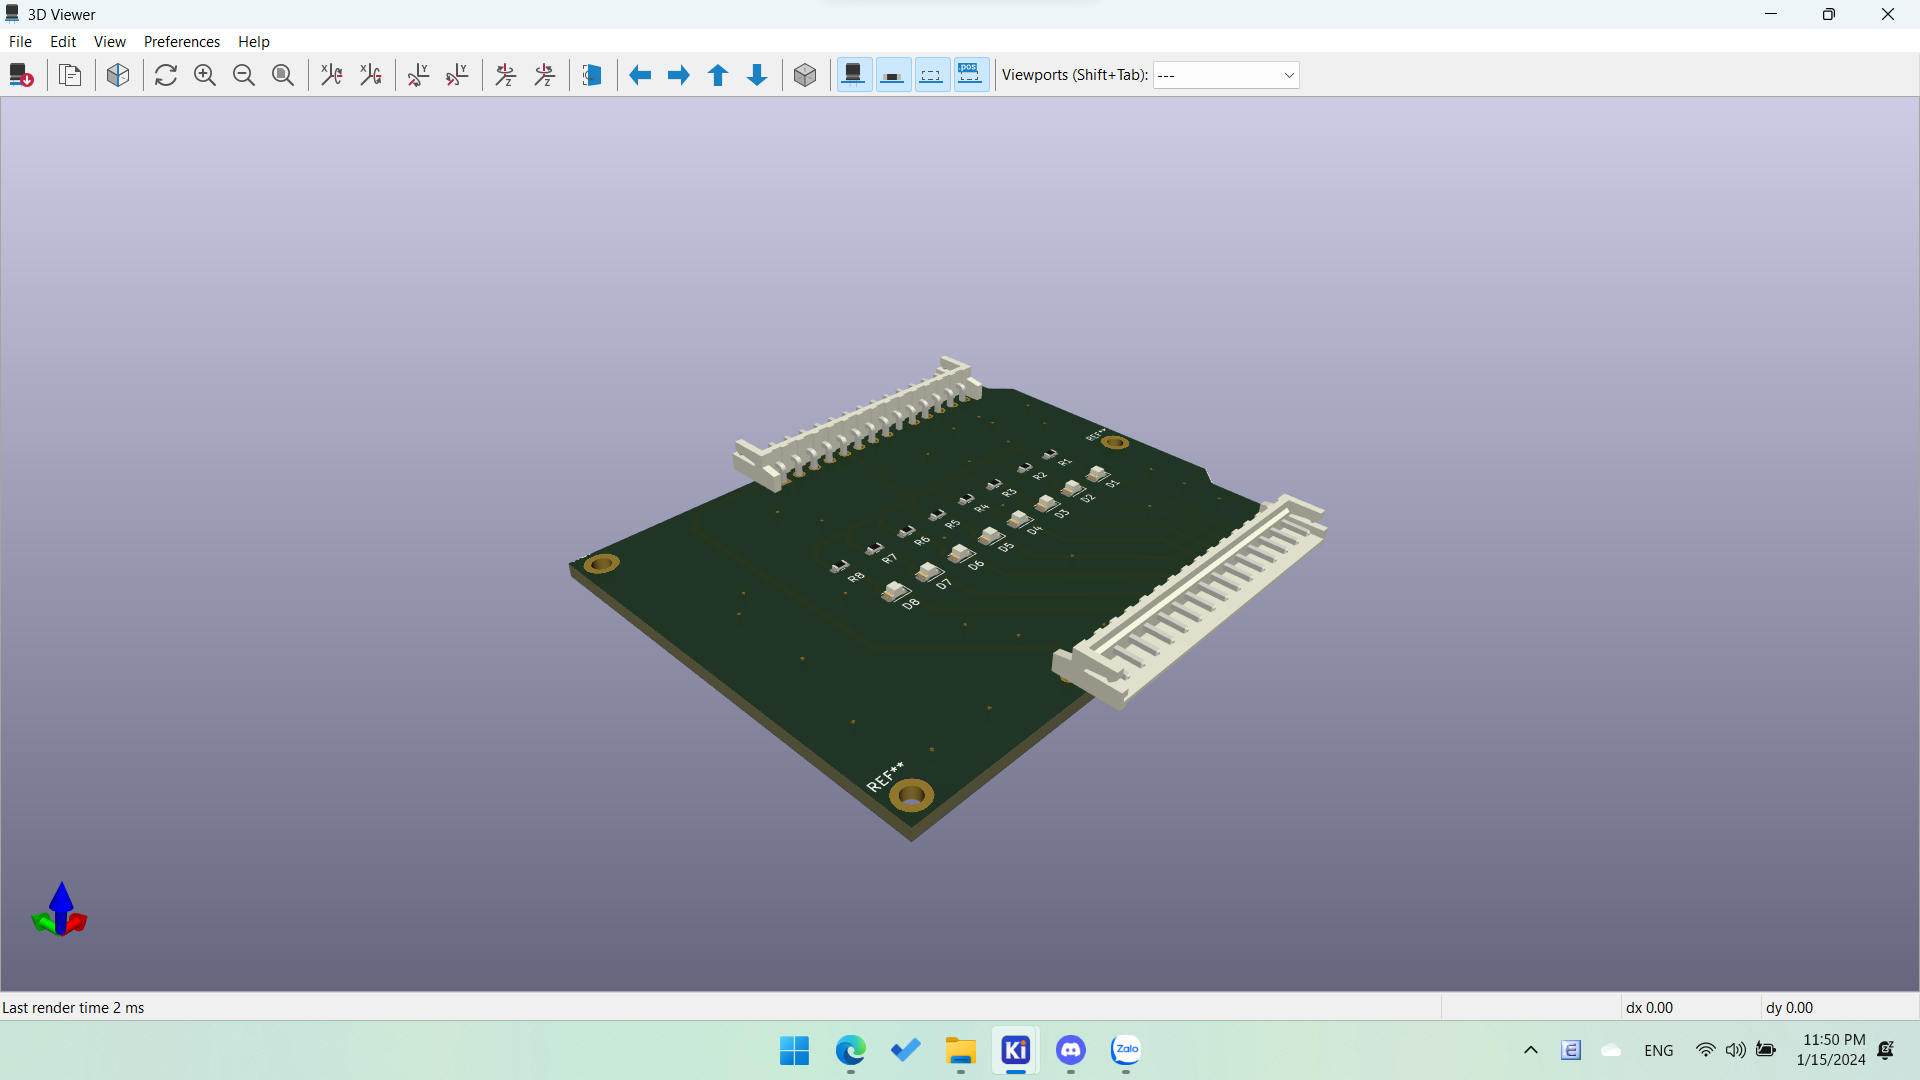 3D Viewer
File Edit View Preferences Help
Viewports (Shift+Tab): ---
REF**
R1
D1
R2
D2
R3
D3
R4
D4
R5
D5
R6
D6
R7
D7
R8
D8
REF**
Last render time 2 ms
dx 0.00
dy 0.00
Ki
Zalo
ENG
11:50 PM
1/15/2024